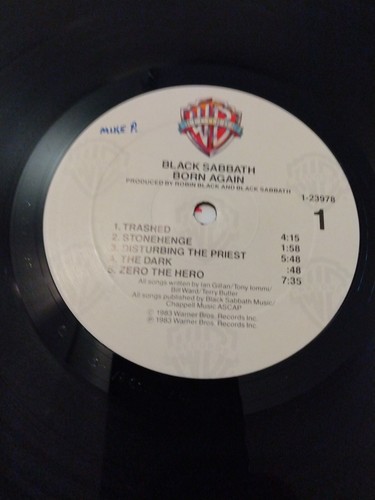 MIKE P.
BLACK SABBATH
BORN AGAIN
PRODUCED BY ROBIN BLACK AND BLACK SABBATH
1-23978
1
1. TRASHED 4:15
2. STONEHENGE 1:58
3. DISTURBING THE PRIEST 5:48
4. THE DARK :48
5. ZERO THE HERO 7:35
All songs written by Ian Gillan/Tony Iommi/
Bill Ward/Terry Butler
All songs published by Black Sabbath Music/
Chappell Music ASCAP
© 1983 Warner Bros. Records Inc.
℗ 1983 Warner Bros. Records Inc.